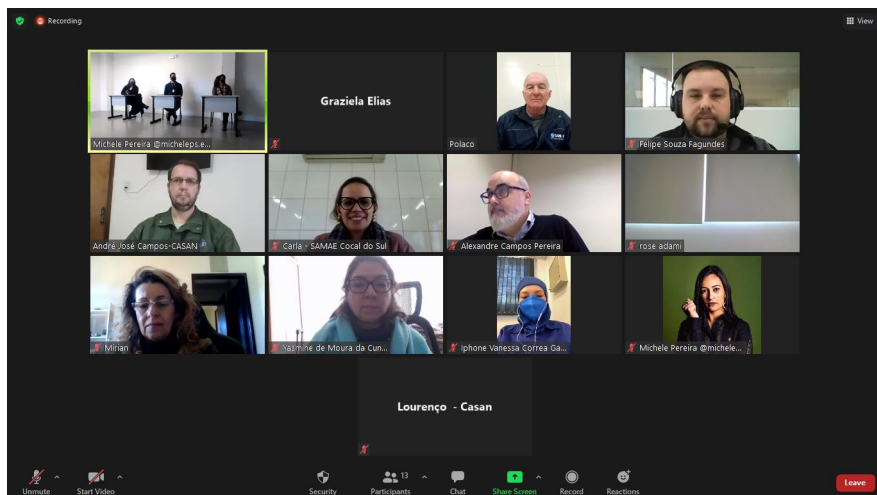 Recording
View
Michele Pereira @micheleps.e...
Graziela Elias
Polaco
Felipe Souza Fagundes
André José Campos-CASAN
Carla - SAMAE Cocal do Sul
Alexandre Campos Pereira
rose adami
Mírian
Yasmine de Moura da Cun...
Iphone Vanessa Correa Ga...
Michele Pereira @michele...
Lourenço - Casan
Unmute
Start Video
Security
13
Participants
Chat
Share Screen
Record
Reactions
Leave